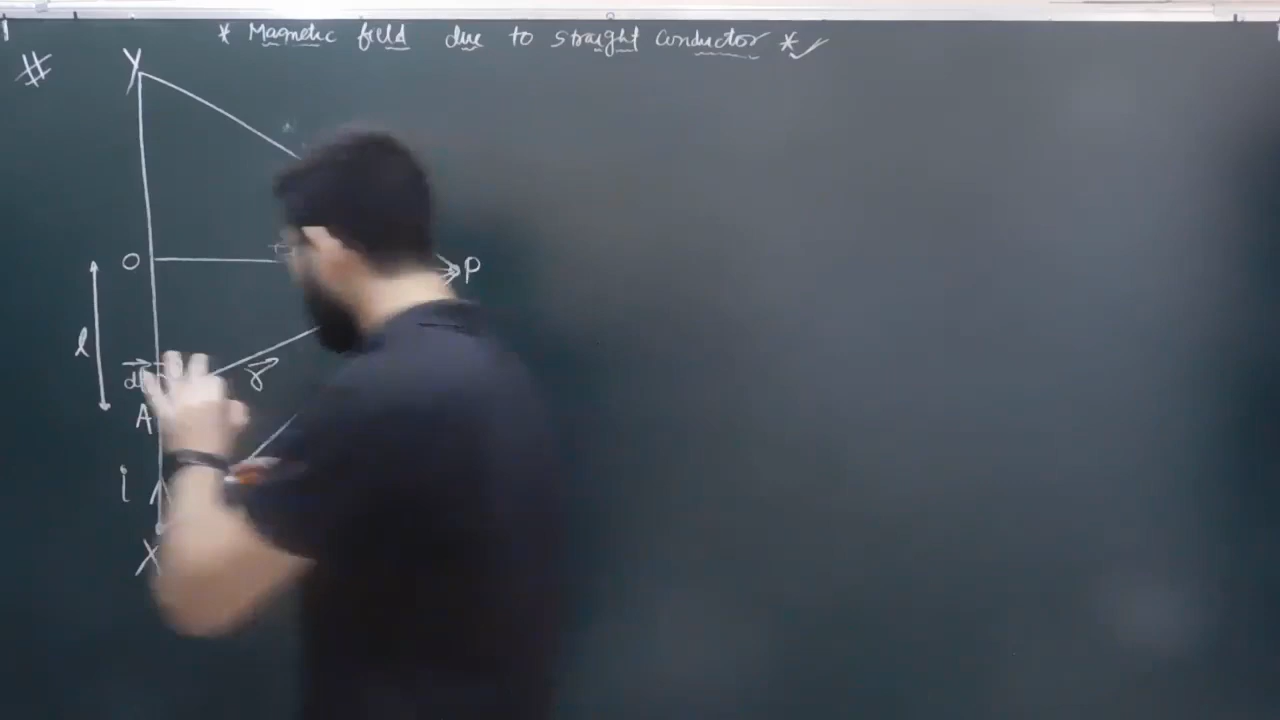 * Magnetic field due to straight Conductor *✓
#
Y
O
P
l
dl
r
A
i
X